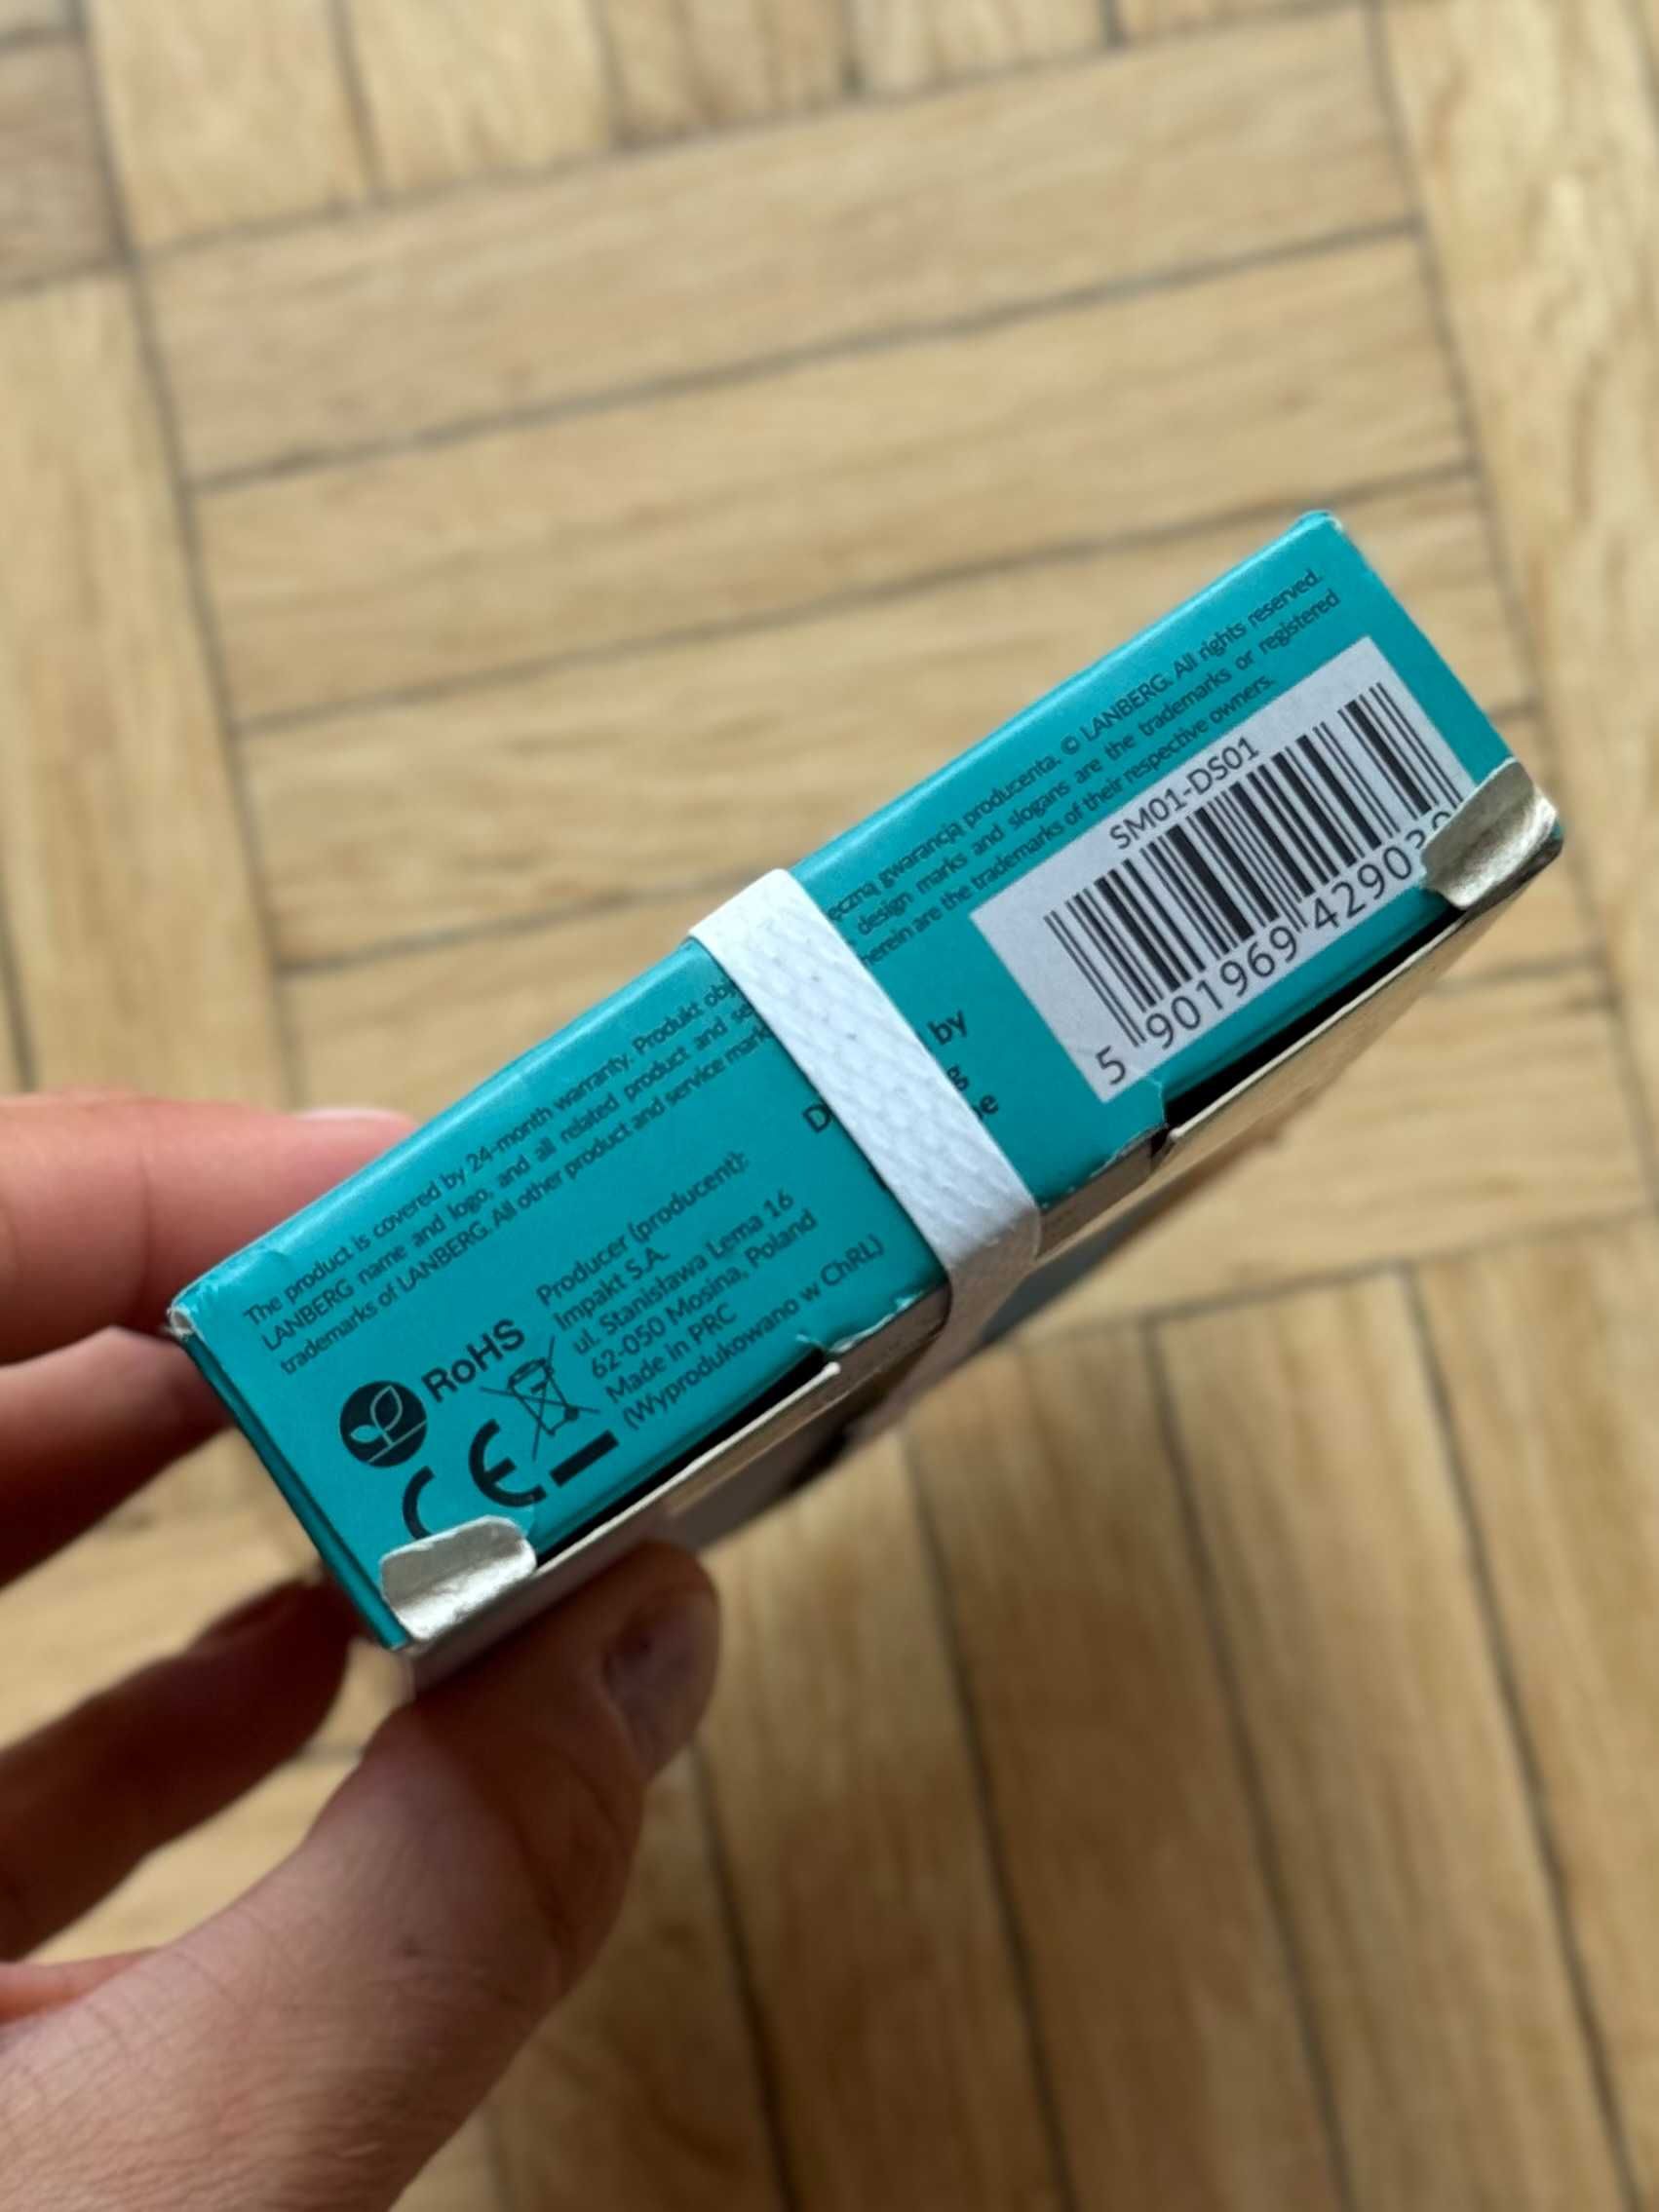 The product is covered by 24-month warranty. Produkt gwarancją producenta. © LANBERG. All rights reserved.
LANBERG name and logo, and all related product and design marks and slogans are the trademarks or registered
trademarks of LANBERG. All other product and service are the trademarks of their respective owners.
RoHS
CE
Producer (producent):
Impakt S.A.
ul. Stanisława Lema 16
62-050 Mosina, Poland
Made in PRC
(Wyprodukowano w ChRL)
by
SM01-DS01
5 901969